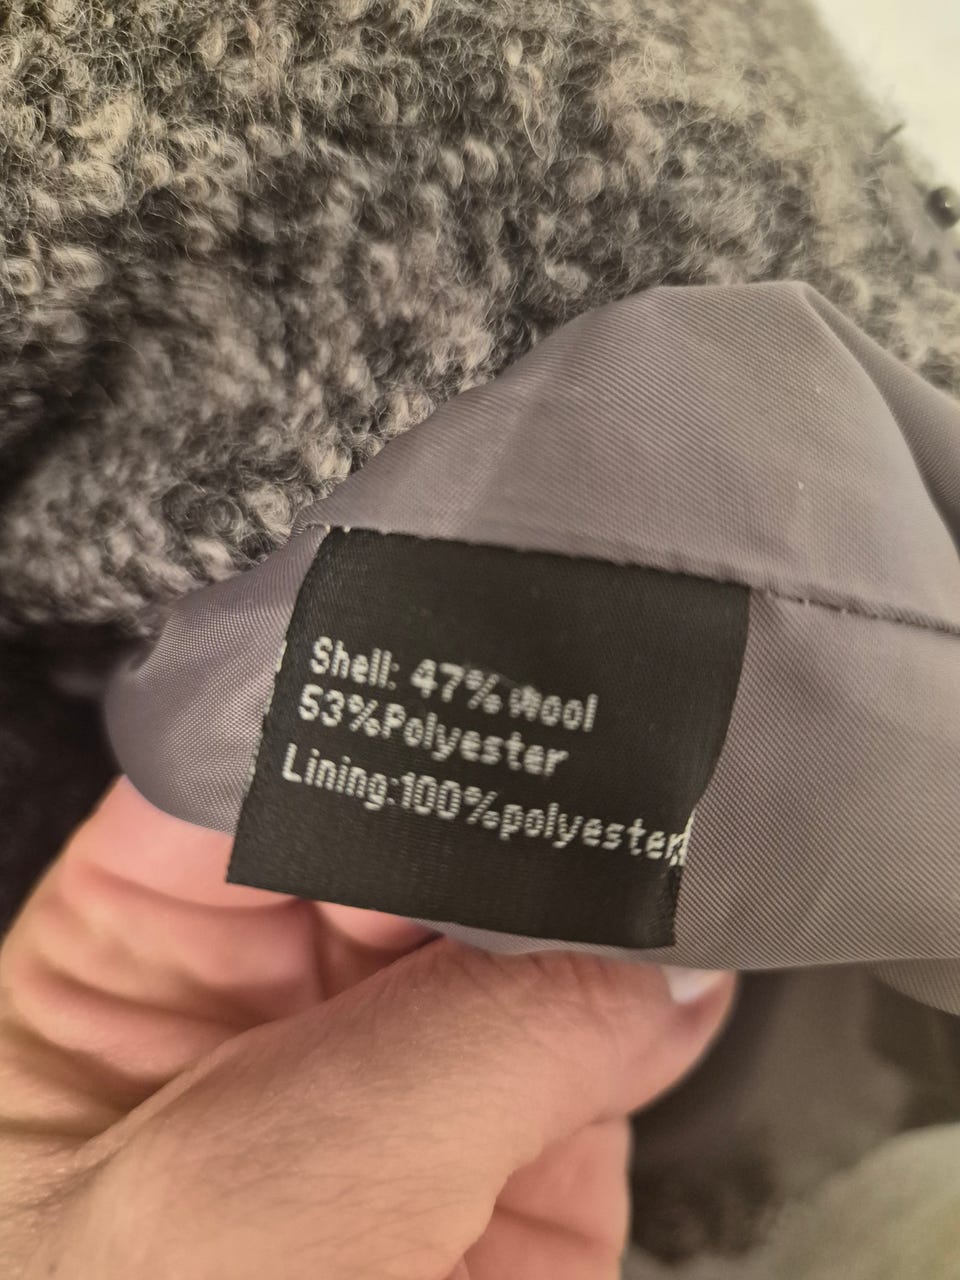 Shell: 47% Wool
53%Polyester
Lining:100%polyester